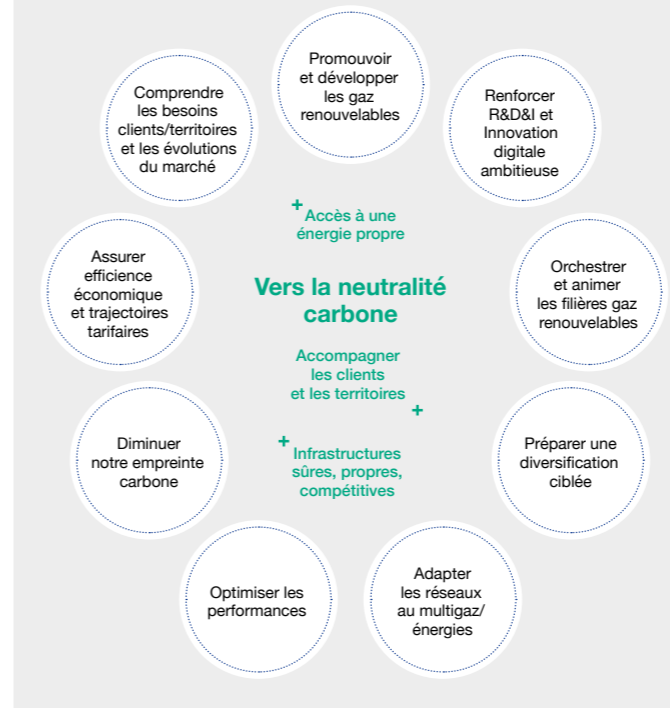 Promouvoir
et développer
les gaz
renouvelables
Renforcer
R&D&I et
Innovation
digitale
ambitieuse
Orchestrer
et animer
les filières gaz
renouvelables
Préparer une
diversification
ciblée
Adapter
les réseaux
au multigaz/
énergies
Optimiser les
performances
Diminuer
notre empreinte
carbone
Assurer
efficience
économique
et trajectoires
tarifaires
Comprendre
les besoins
clients/territoires
et les évolutions
du marché
+
Accès à une
énergie propre
Vers la neutralité
carbone
Accompagner
les clients
et les territoires
+
+
Infrastructures
sûres, propres,
compétitives